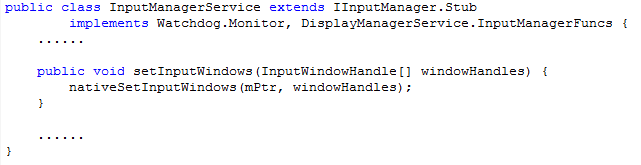 public class InputManagerService extends IInputManager.Stub
implements Watchdog.Monitor, DisplayManagerService.InputManagerFuncs {
......
public void setInputWindows(InputWindowHandle[] windowHandles) {
nativeSetInputWindows(mPtr, windowHandles);
}
......
}